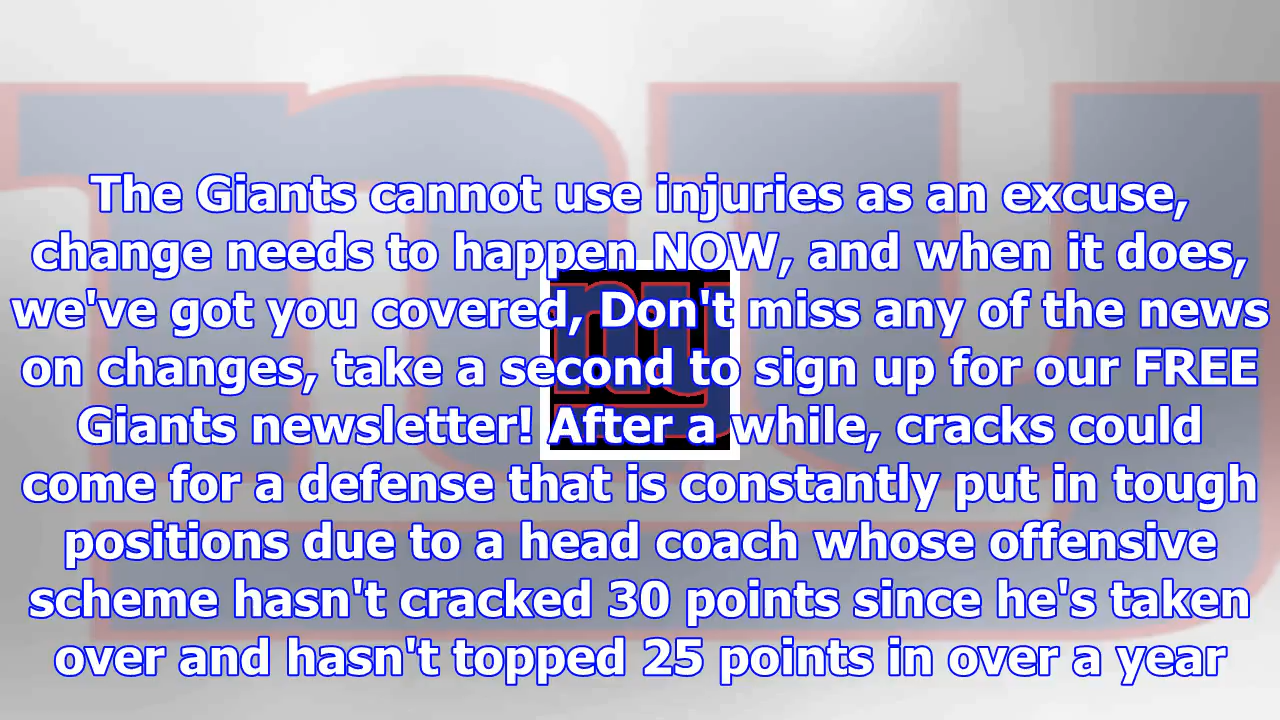 The Giants cannot use injuries as an excuse,
change needs to happen NOW, and when it does,
we've got you covered, Don't miss any of the news
on changes, take a second to sign up for our FREE
Giants newsletter! After a while, cracks could
come for a defense that is constantly put in tough
positions due to a head coach whose offensive
scheme hasn't cracked 30 points since he's taken
over and hasn't topped 25 points in over a year
ny